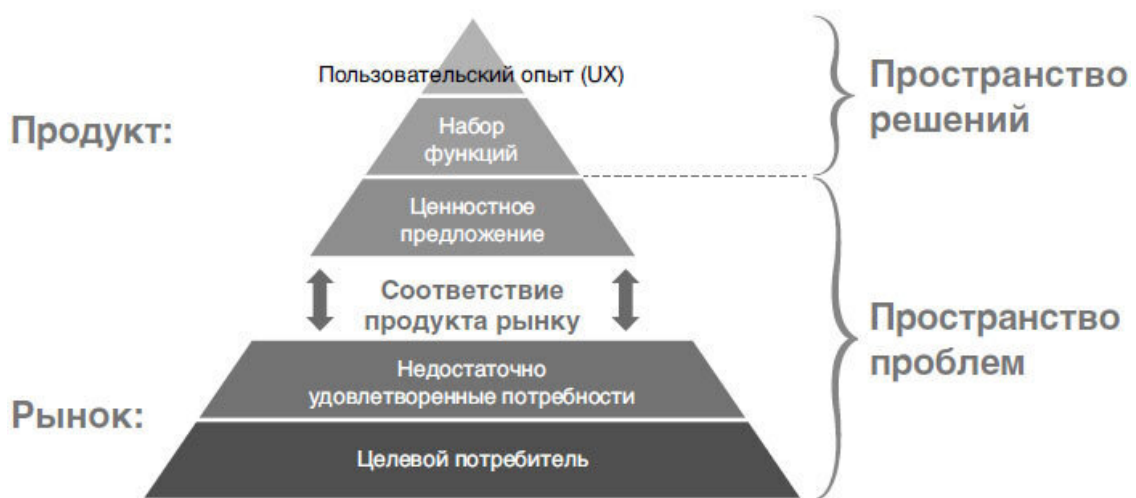 Пользовательский опыт (UX)
Пространство
решений
Продукт:
Набор
функций
Ценностное
предложение
Соответствие
продукта рынку
Пространство
проблем
Недостаточно
удовлетворенные потребности
Рынок:
Целевой потребитель